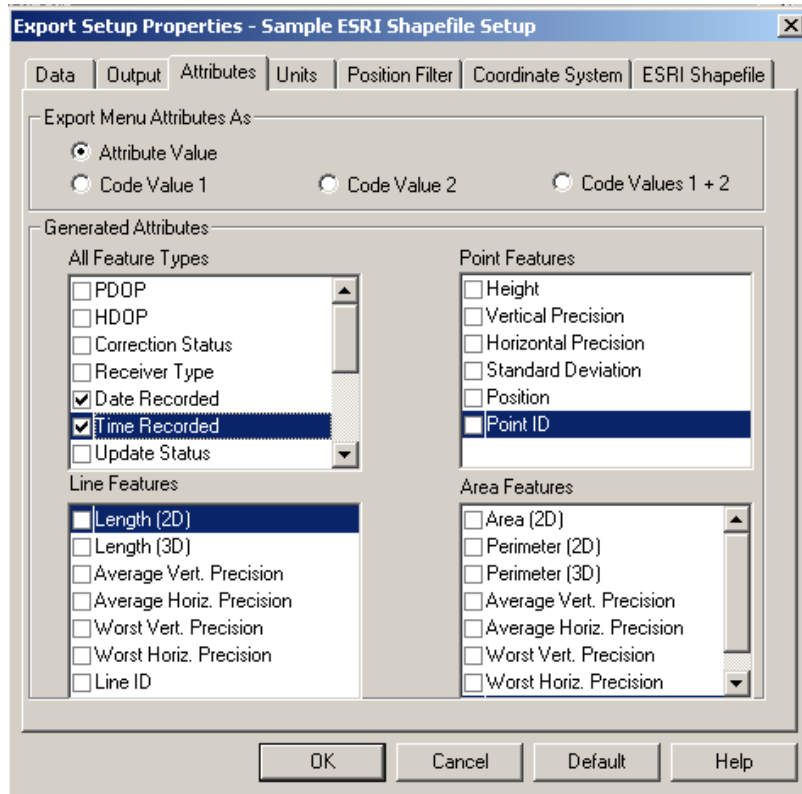 Export Setup Properties - Sample ESRI Shapefile Setup
Data Output Attributes Units Position Filter Coordinate System ESRI Shapefile
Export Menu Attributes As
Attribute Value
Code Value 1 Code Value 2 Code Values 1 + 2
Generated Attributes
All Feature Types
PDOP
HDOP
Correction Status
Receiver Type
Date Recorded
Time Recorded
Update Status
Point Features
Height
Vertical Precision
Horizontal Precision
Standard Deviation
Position
Point ID
Line Features
Length (2D)
Length (3D)
Average Vert. Precision
Average Horiz. Precision
Worst Vert. Precision
Worst Horiz. Precision
Line ID
Area Features
Area (2D)
Perimeter (2D)
Perimeter (3D)
Average Vert. Precision
Average Horiz. Precision
Worst Vert. Precision
Worst Horiz. Precision
OK Cancel Default Help